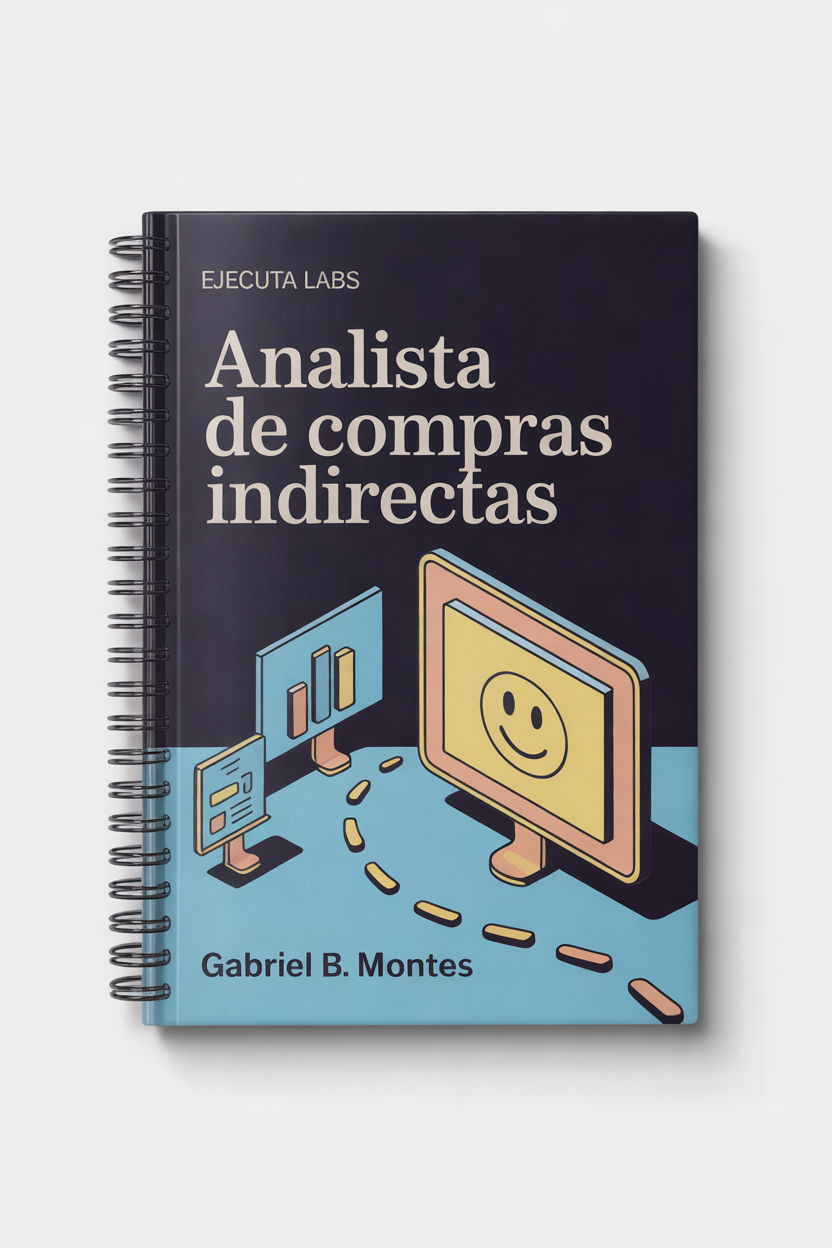 EJECUTA LABS
Analista
de compras
indirectas
Gabriel B. Montes